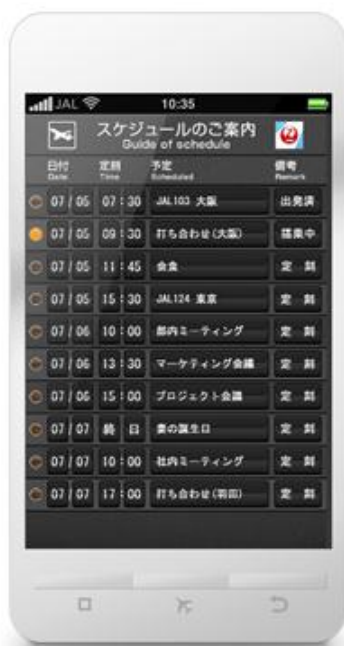 JAL 10:35
スケジュールのご案内
Guide of schedule
日付 定刻 予定 備考
Date Time Scheduled Remark
07/05 07:30 JAL103 大阪 出発済
07/05 09:30 打ち合わせ(大阪) 搭乗中
07/05 11:45 会食 定刻
07/05 15:30 JAL124 東京 定刻
07/06 10:00 部内ミーティング 定刻
07/06 13:30 マーケティング会議 定刻
07/06 15:00 プロジェクト会議 定刻
07/07 終日 妻の誕生日 定刻
07/07 10:00 社内ミーティング 定刻
07/07 17:00 打ち合わせ(羽田) 定刻